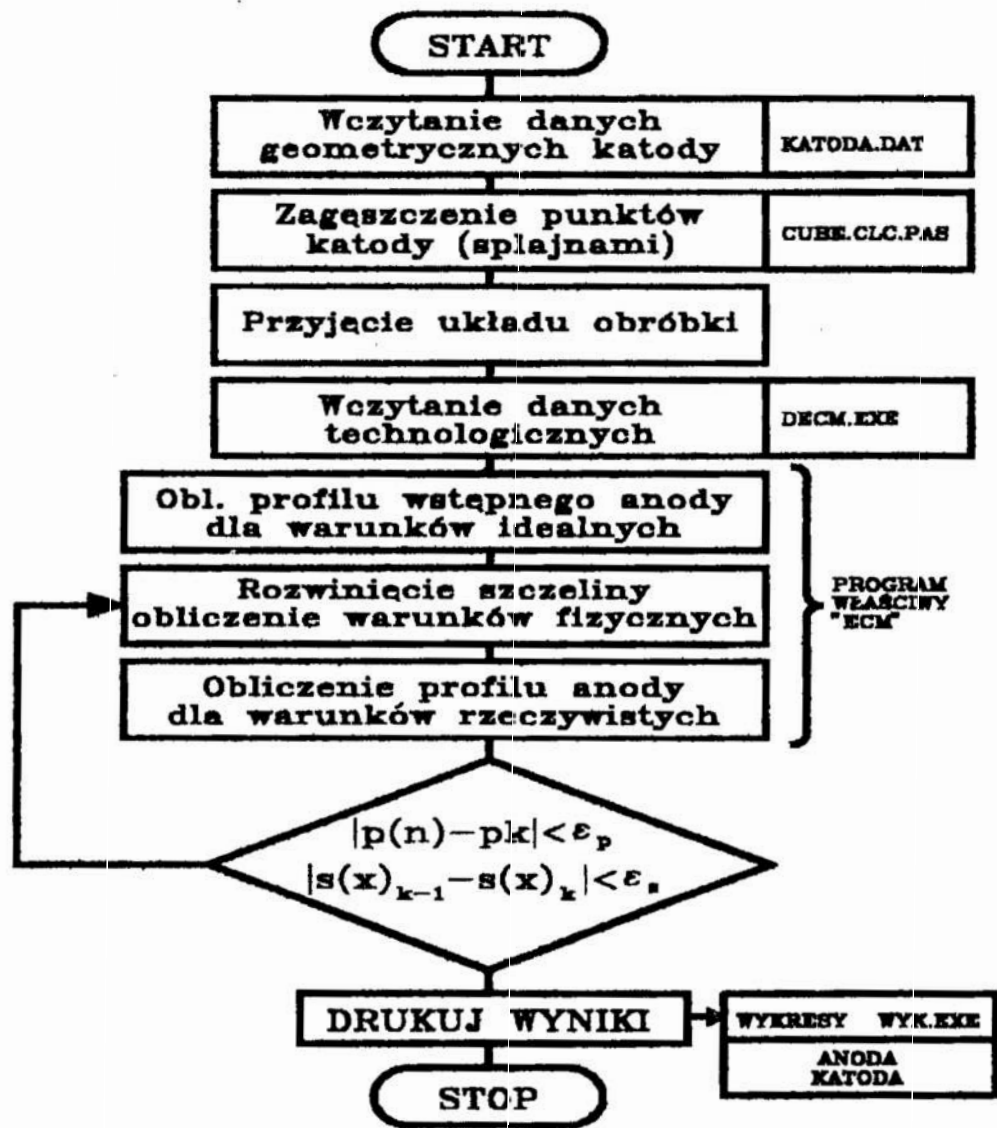 START
Wczytanie danych
geometrycznych katody
KATODA.DAT
Zagęszczenie punktów
katody (splajnami)
CUBE.CLC.PAS
Przyjęcie układu obróbki
Wczytanie danych
technologicznych
DECM.EXE
Obl. profilu wstępnego anody
dla warunków idealnych
Rozwinięcie szczeliny
obliczenie warunków fizycznych
Obliczenie profilu anody
dla warunków rzeczywistych
PROGRAM
WŁAŚCIWY
"ECM"
|p(n)−pk|<ε_p
|s(x)_{k−1}−s(x)_k|<ε_s
DRUKUJ WYNIKI
WYKRESY WYK.EXE
ANODA
KATODA
STOP